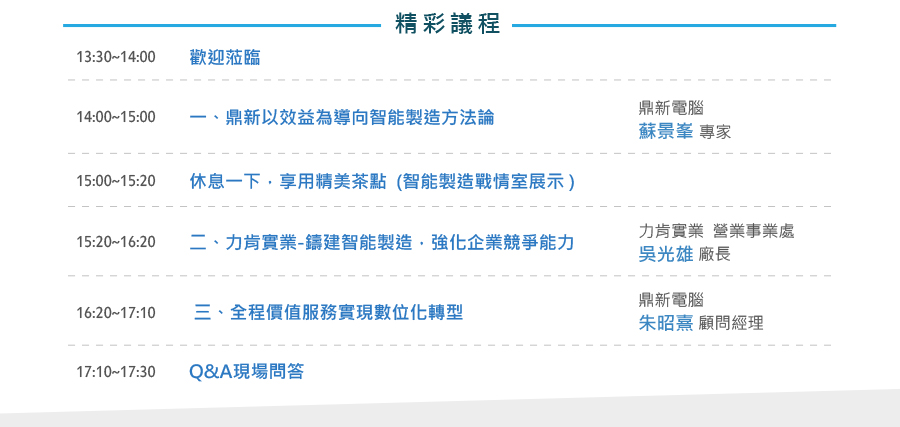 精彩議程
13:30~14:00 歡迎蒞臨
14:00~15:00 一、鼎新以效益為導向智能製造方法論
鼎新電腦
蘇景峯 專家
15:00~15:20 休息一下，享用精美茶點 (智能製造戰情室展示)
15:20~16:20 二、力肯實業-鑄建智能製造，強化企業競爭能力
力肯實業 營業事業處
吳光雄 廠長
16:20~17:10 三、全程價值服務實現數位化轉型
鼎新電腦
朱昭熹 顧問經理
17:10~17:30 Q&A現場問答